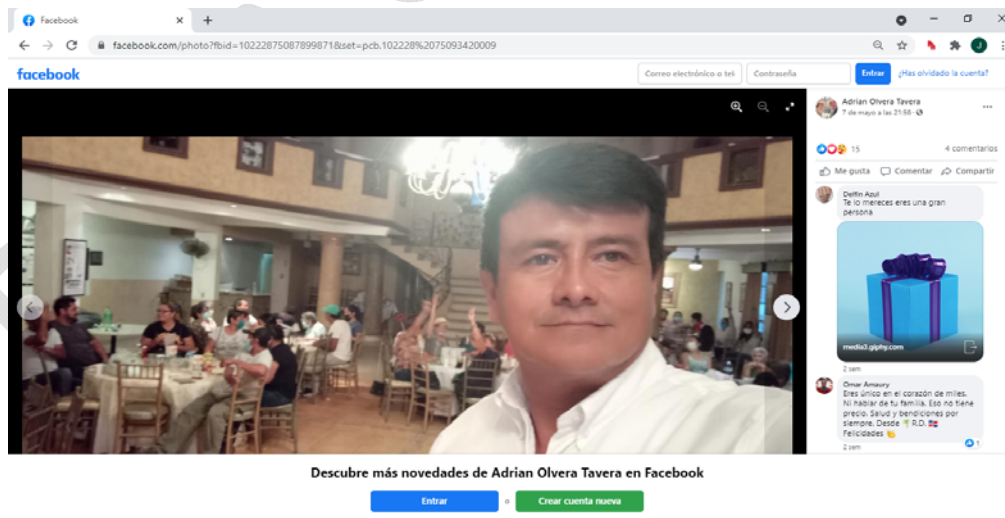 Facebook
facebook.com/photo?fbid=10222875087899871&set=pcb.102228%2075093420009
J
facebook
Correo electrónico o tel
Contraseña
Entrar
¿Has olvidado la cuenta?
Adrian Olvera Tavera
7 de mayo a las 21:56 ·
15
4 comentarios
Me gusta
Comentar
Compartir
Delfin Azul
Te lo mereces eres una gran
persona
media3.giphy.com
2 sem
Omar Amaury
Eres único en el corazón de miles.
Ni hablar de tu familia. Eso no tiene
precio. Salud y bendiciones por
siempre. Desde 🌴 R.D. 🇩🇴
Felicidades 👏
1
2 sem
Descubre más novedades de Adrian Olvera Tavera en Facebook
Entrar
o
Crear cuenta nueva